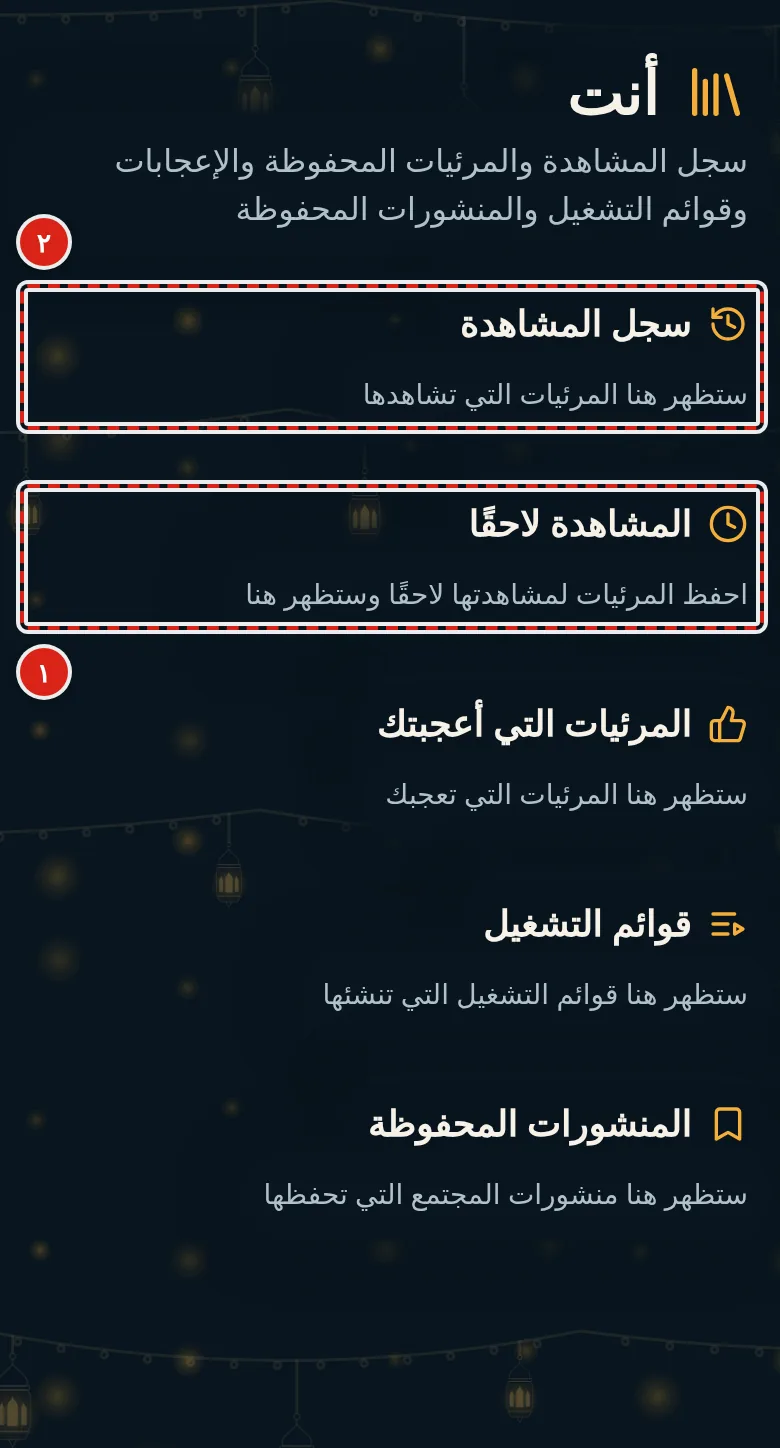 أنت
سجل المشاهدة والمرئيات المحفوظة والإعجابات
وقوائم التشغيل والمنشورات المحفوظة
٢
سجل المشاهدة
ستظهر هنا المرئيات التي تشاهدها
المشاهدة لاحقًا
احفظ المرئيات لمشاهدتها لاحقًا وستظهر هنا
١
المرئيات التي أعجبتك
ستظهر هنا المرئيات التي تعجبك
قوائم التشغيل
ستظهر هنا قوائم التشغيل التي تنشئها
المنشورات المحفوظة
ستظهر هنا منشورات المجتمع التي تحفظها